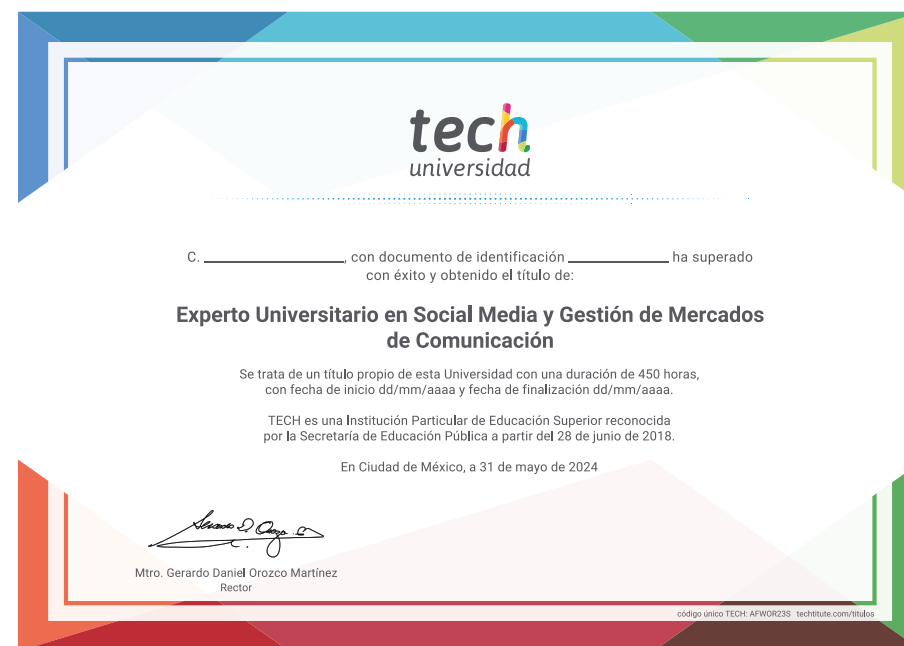 tech
universidad
C. ____________, con documento de identificación ____________ ha superado
con éxito y obtenido el título de:
Experto Universitario en Social Media y Gestión de Mercados
de Comunicación
Se trata de un título propio de esta Universidad con una duración de 450 horas,
con fecha de inicio dd/mm/aaaa y fecha de finalización dd/mm/aaaa.
TECH es una Institución Particular de Educación Superior reconocida
por la Secretaría de Educación Pública a partir del 28 de junio de 2018.
En Ciudad de México, a 31 de mayo de 2024
Mtro. Gerardo Daniel Orozco Martínez
Rector
código único TECH: AFWOR23S techtitute.com/titulos